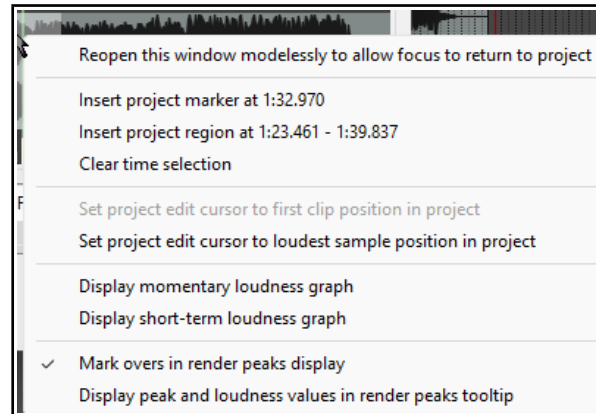 Reopen this window modelessly to allow focus to return to project
Insert project marker at 1:32.970
Insert project region at 1:23.461 - 1:39.837
Clear time selection
Set project edit cursor to first clip position in project
Set project edit cursor to loudest sample position in project
Display momentary loudness graph
Display short-term loudness graph
Mark overs in render peaks display
Display peak and loudness values in render peaks tooltip